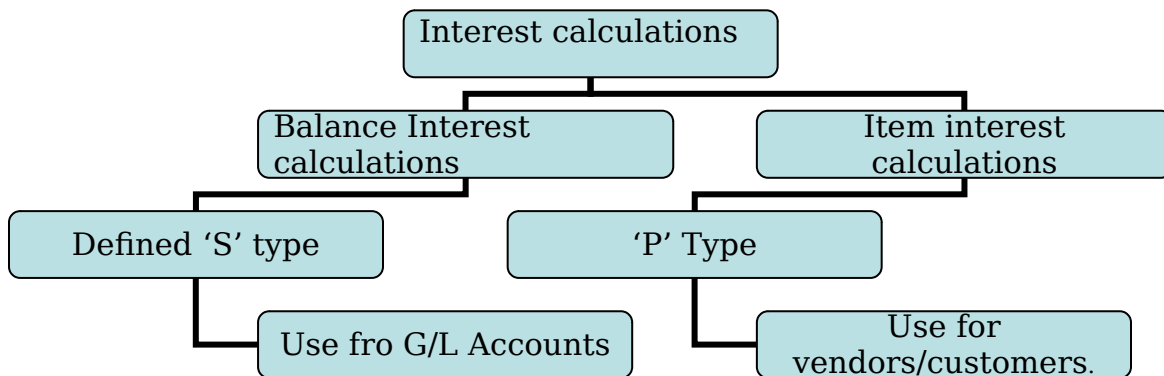 Interest calculations
Balance Interest
calculations
Item interest
calculations
Defined ‘S’ type
‘P’ Type
Use fro G/L Accounts
Use for
vendors/customers.